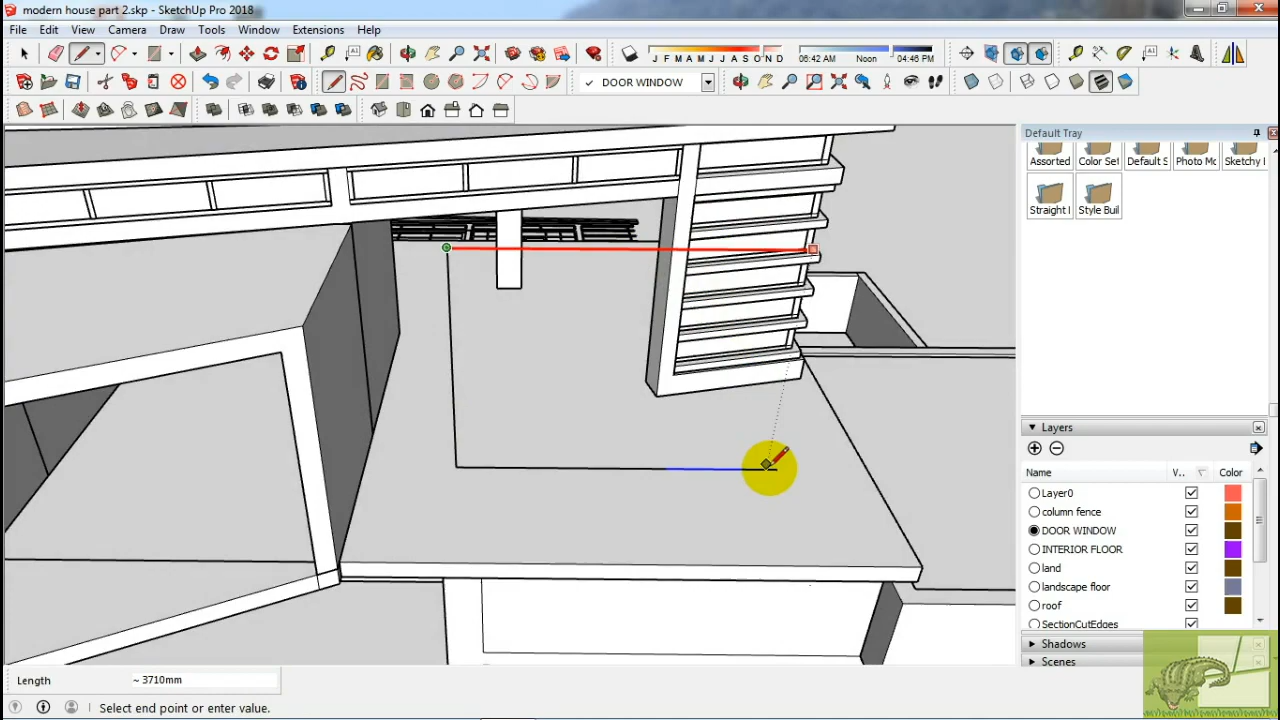 modern house part 2.skp - SketchUp Pro 2018
File Edit View Camera Draw Tools Window Extensions Help
J F M A M J J A S O N D
06:42 AM Noon 04:46 PM
DOOR WINDOW
Default Tray
Assorted Color Sel Default S Photo Mo Sketchy I
Straight I Style Buil
Layers
Name V.. Color
Layer0
column fence
DOOR WINDOW
INTERIOR FLOOR
land
landscape floor
roof
SectionCutEdges
Shadows
Scenes
Length ~ 3710mm
Select end point or enter value.